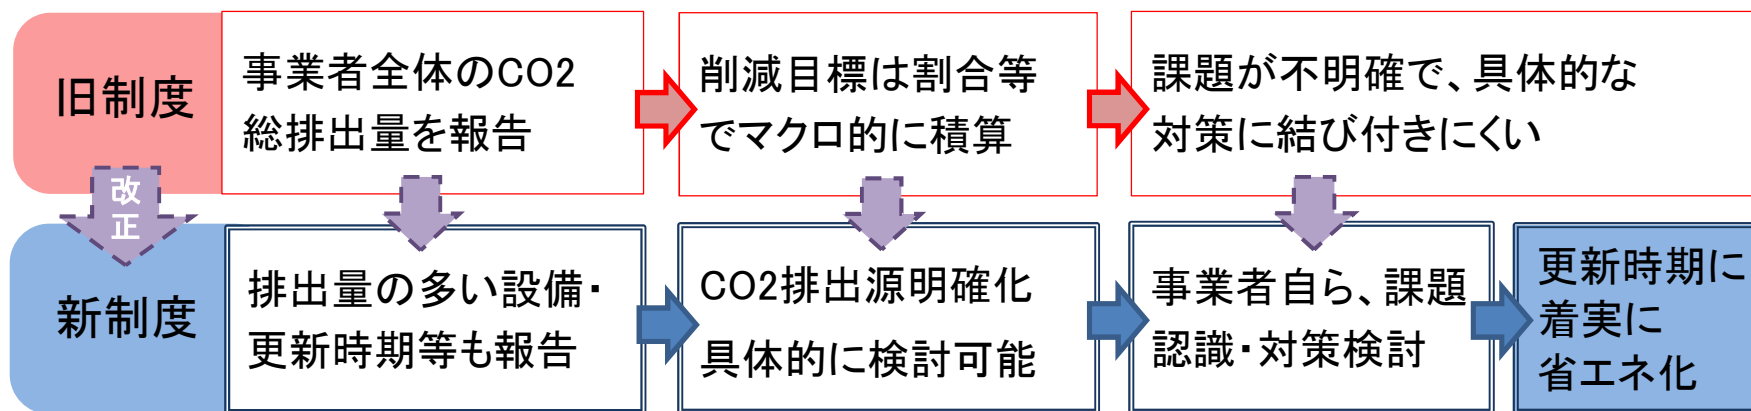 旧制度
事業者全体のCO2
総排出量を報告
削減目標は割合等
でマクロ的に積算
課題が不明確で、具体的な
対策に結び付きにくい
改
正
新制度
排出量の多い設備・
更新時期等も報告
CO2排出源明確化
具体的に検討可能
事業者自ら、課題
認識・対策検討
更新時期に
着実に
省エネ化